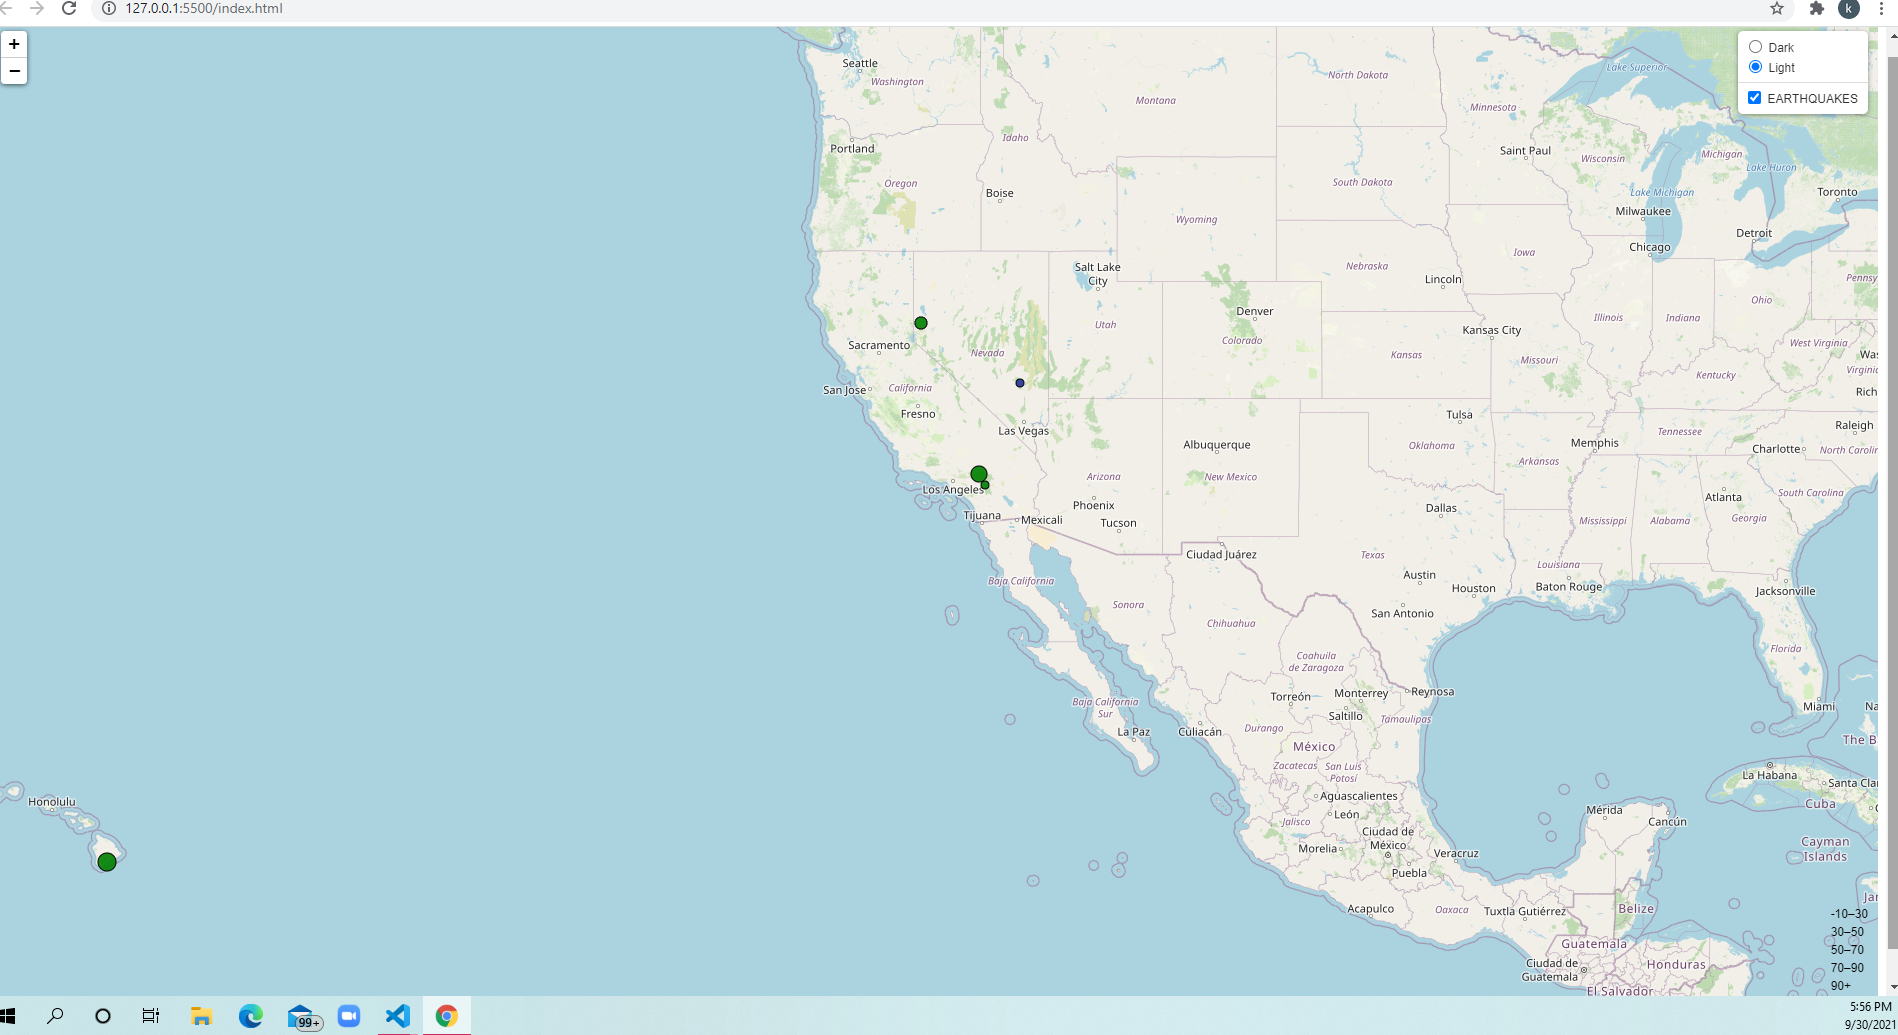 127.0.0.1:5500/index.html
k
+
−
Dark
Light
EARTHQUAKES
Seattle
Washington
Montana
North Dakota
Lake Superior
Minnesota
Portland
Idaho
Saint Paul
Wisconsin
Michigan
Lake Huron
Oregon
Boise
South Dakota
Lake Michigan
Toronto
Wyoming
Milwaukee
Detroit
Chicago
Iowa
Salt Lake
City
Nebraska
Lincoln
Pennsy
Ohio
Denver
Utah
Colorado
Illinois
Indiana
Kansas City
Sacramento
Nevada
Kansas
Missouri
West Virginia
Was
Virginia
Kentucky
San Jose
California
Rich
Fresno
Tulsa
Las Vegas
Albuquerque
Oklahoma
Memphis
Tennessee
Raleigh
Charlotte
North Carol
Arkansas
Arizona
New Mexico
Los Angeles
South Carolina
Atlanta
Phoenix
Dallas
Tijuana
Mexicali
Tucson
Mississippi
Alabama
Georgia
Ciudad Juárez
Texas
Louisiana
Baja California
Austin
Houston
Baton Rouge
Jacksonville
Sonora
San Antonio
Chihuahua
Florida
Coahuila
de Zaragoza
Torreón
Monterrey
Reynosa
Baja California
Sur
Saltillo
Tamaulipas
Miami
Na
La Paz
Culiacán
Durango
México
The B
Zacatecas
San Luis
Potosí
La Habana
Santa Cla
Honolulu
Aguascalientes
Cuba
León
Mérida
Cancún
Jalisco
Ciudad de
México
Cayman
Islands
Morelia
Veracruz
Puebla
Jar
Acapulco
Oaxaca
Tuxtla Gutiérrez
Belize
-10–30
30–50
Guatemala
50–70
Ciudad de
Guatemala
Honduras
70–90
El Salvador
90+
99+
5:56 PM
9/30/2021